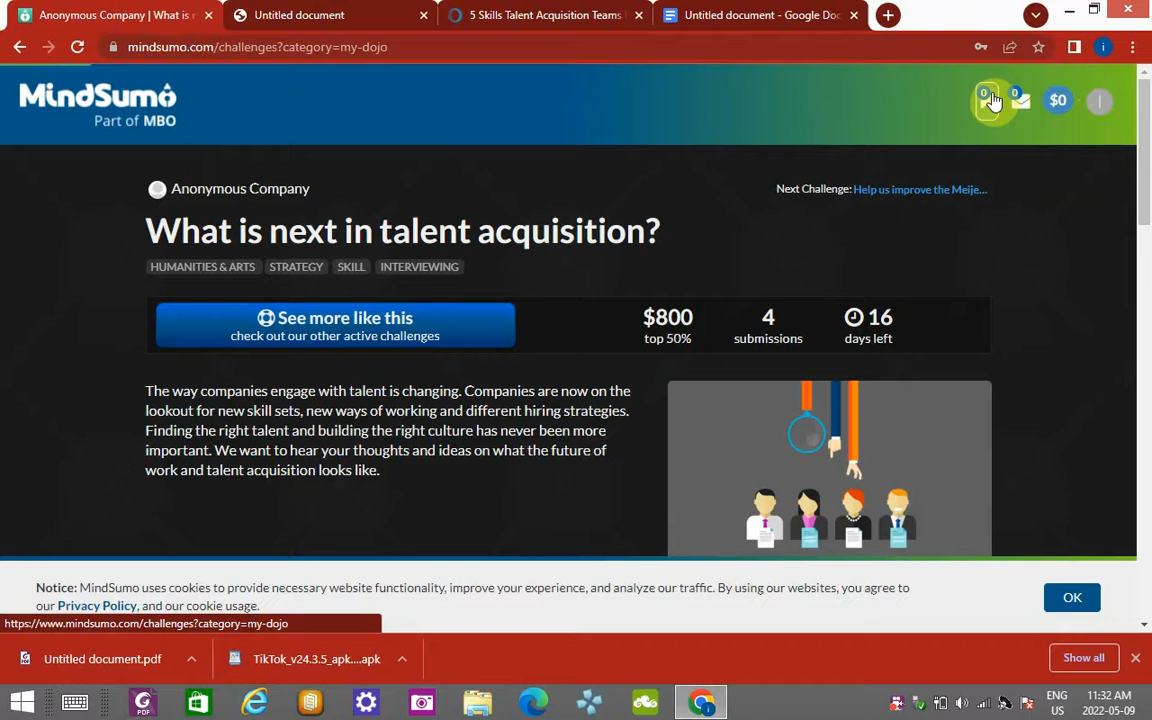 Anonymous Company | What is n
Untitled document
5 Skills Talent Acquisition Teams
Untitled document - Google Doc
mindsumo.com/challenges?category=my-dojo
i
MindSumo
Part of MBO
0
0
$0
I
Anonymous Company
Next Challenge: Help us improve the Meije...
What is next in talent acquisition?
HUMANITIES & ARTS STRATEGY SKILL INTERVIEWING
See more like this
check out our other active challenges
$800
top 50%
4
submissions
16
days left
The way companies engage with talent is changing. Companies are now on the
lookout for new skill sets, new ways of working and different hiring strategies.
Finding the right talent and building the right culture has never been more
important. We want to hear your thoughts and ideas on what the future of
work and talent acquisition looks like.
Notice: MindSumo uses cookies to provide necessary website functionality, improve your experience, and analyze our traffic. By using our websites, you agree to
our Privacy Policy, and our cookie usage.
OK
https://www.mindsumo.com/challenges?category=my-dojo
Untitled document.pdf
TikTok_v24.3.5_apk....apk
Show all
PDF
ENG
US
11:32 AM
2022-05-09